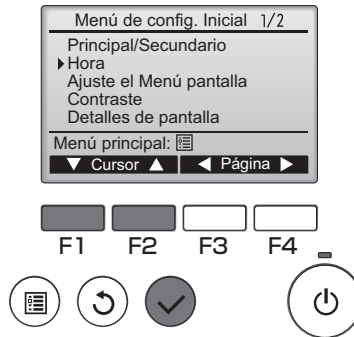 Menú de config. Inicial 1/2
Principal/Secundario
Hora
Ajuste el Menú pantalla
Contraste
Detalles de pantalla
Menú principal:
▼ Cursor ▲ ◀ Página ▶
F1 F2 F3 F4